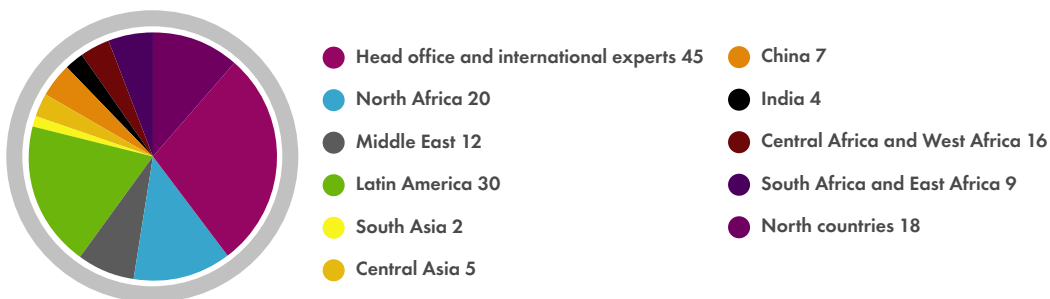 Head office and international experts 45
North Africa 20
Middle East 12
Latin America 30
South Asia 2
Central Asia 5
China 7
India 4
Central Africa and West Africa 16
South Africa and East Africa 9
North countries 18